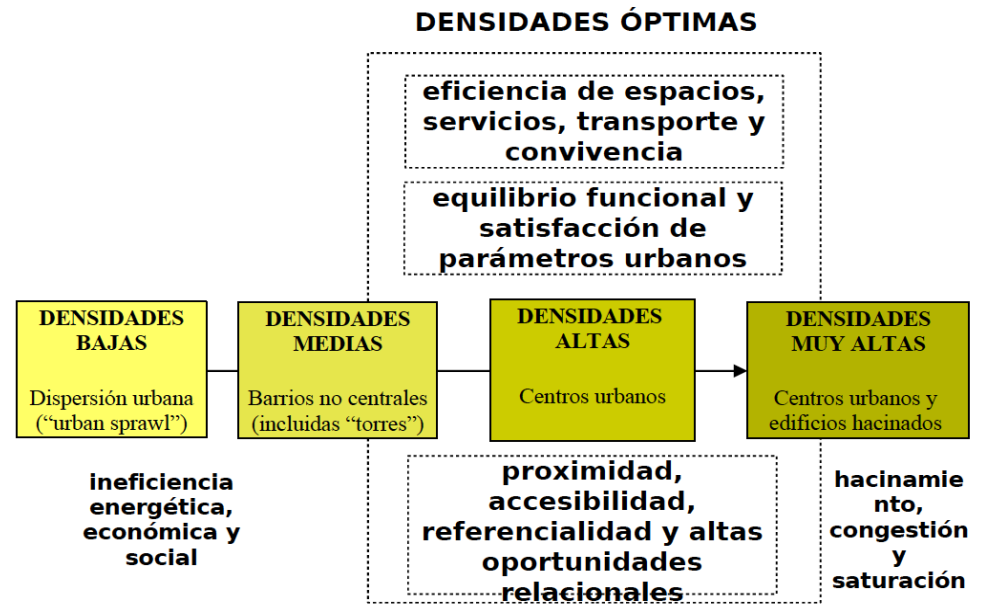 DENSIDADES ÓPTIMAS
eficiencia de espacios,
servicios, transporte y
convivencia
equilibrio funcional y
satisfacción de
parámetros urbanos
DENSIDADES
BAJAS
Dispersión urbana
(“urban sprawl”)
DENSIDADES
MEDIAS
Barrios no centrales
(incluidas “torres”)
DENSIDADES
ALTAS
Centros urbanos
DENSIDADES
MUY ALTAS
Centros urbanos y
edificios hacinados
ineficiencia
energética,
económica y
social
proximidad,
accesibilidad,
referencialidad y altas
oportunidades
relacionales
hacinamie
nto,
congestión
y
saturación